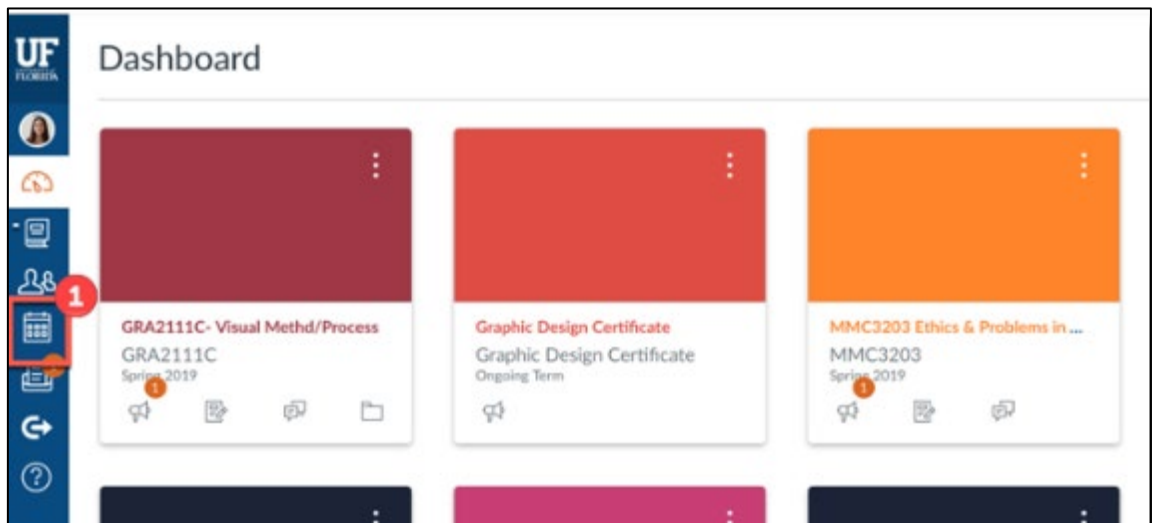 UF
FLORIDA
Dashboard
1
GRA2111C- Visual Methd/Process
GRA2111C
Spring 2019
1
Graphic Design Certificate
Graphic Design Certificate
Ongoing Term
MMC3203 Ethics & Problems in ...
MMC3203
Spring 2019
1